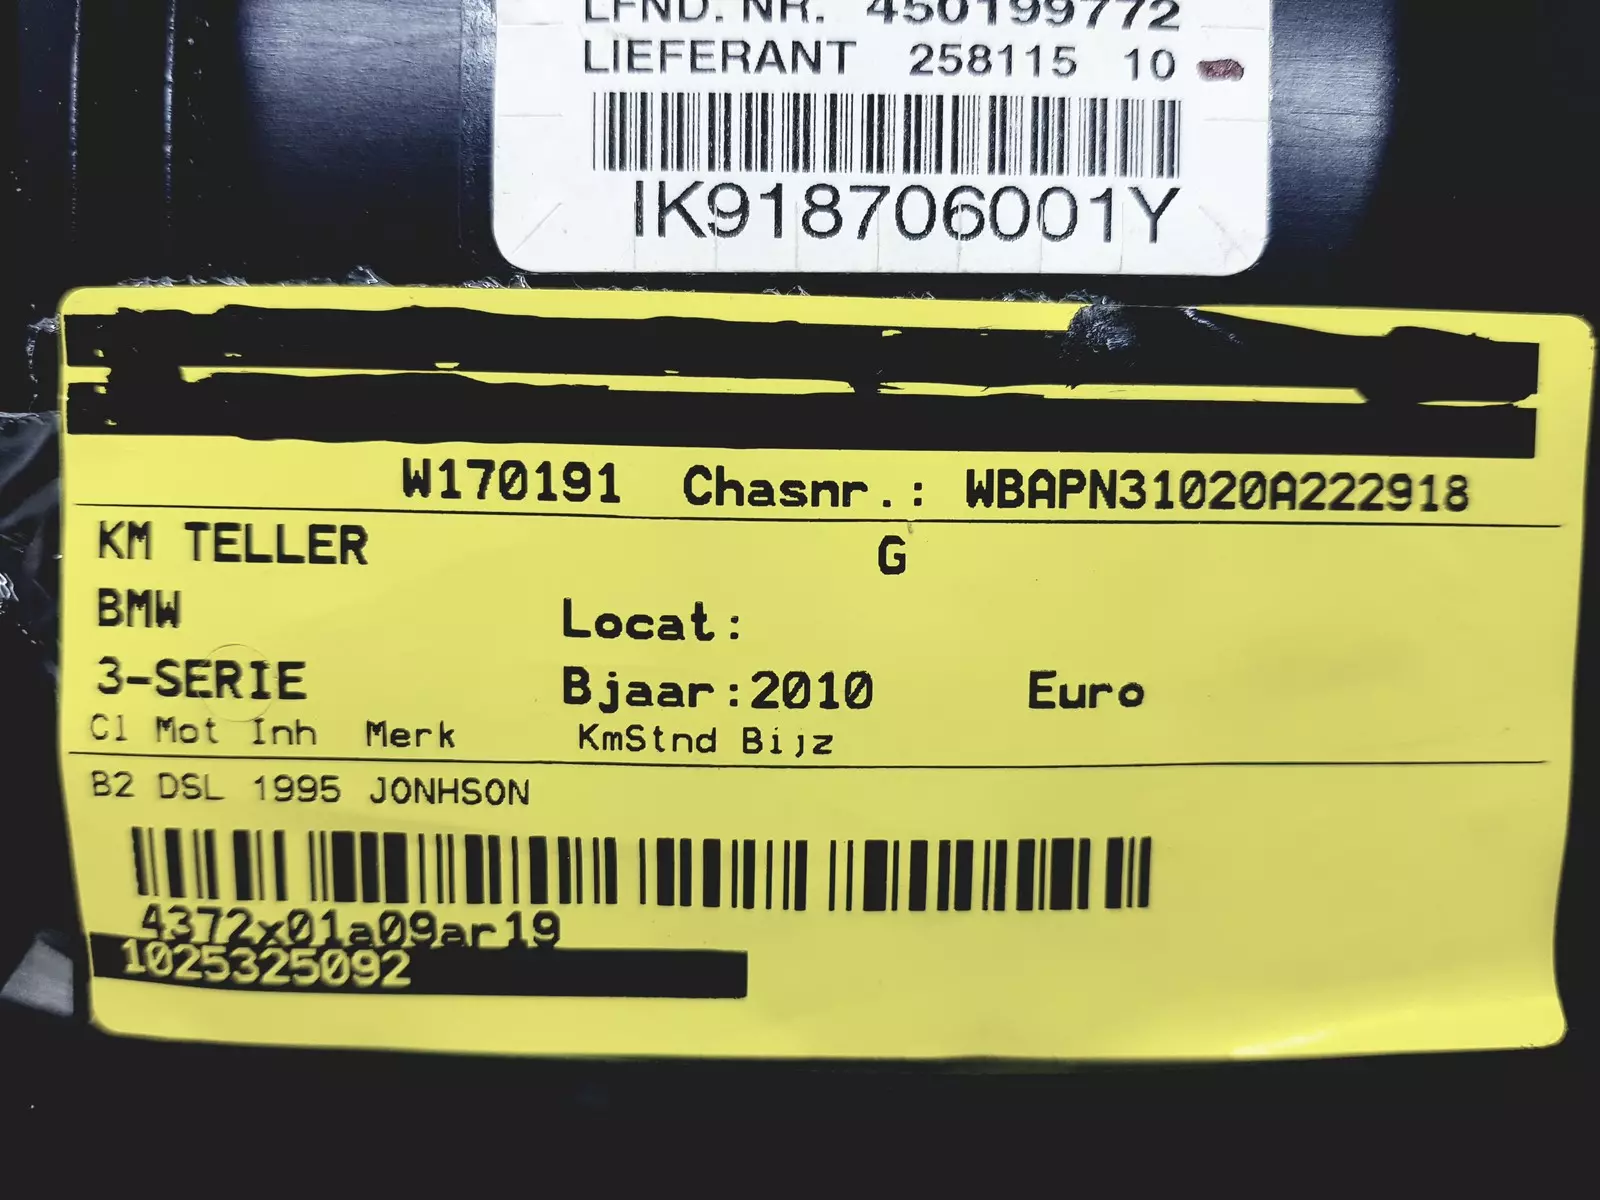 LFND. NR. 450199772
LIEFERANT 258115 10
IK918706001Y
W170191 Chasnr.: WBAPN31020A222918
KM TELLER G
BMW Locat:
3-SERIE Bjaar:2010 Euro
Cl Mot Inh Merk KmStnd Bijz
B2 DSL 1995 JONHSON
4372x01a09ar19
1025325092